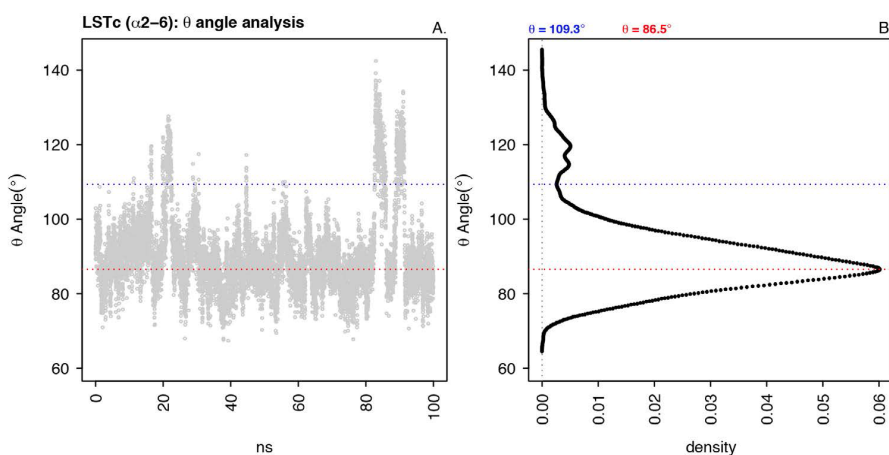 LSTc (α2−6): θ angle analysis
A.
θ Angle(°)
140
120
100
80
60
0
20
40
60
80
100
ns
θ = 109.3°
θ = 86.5°
B
θ Angle(°)
140
120
100
80
60
0.00
0.01
0.02
0.03
0.04
0.05
0.06
density